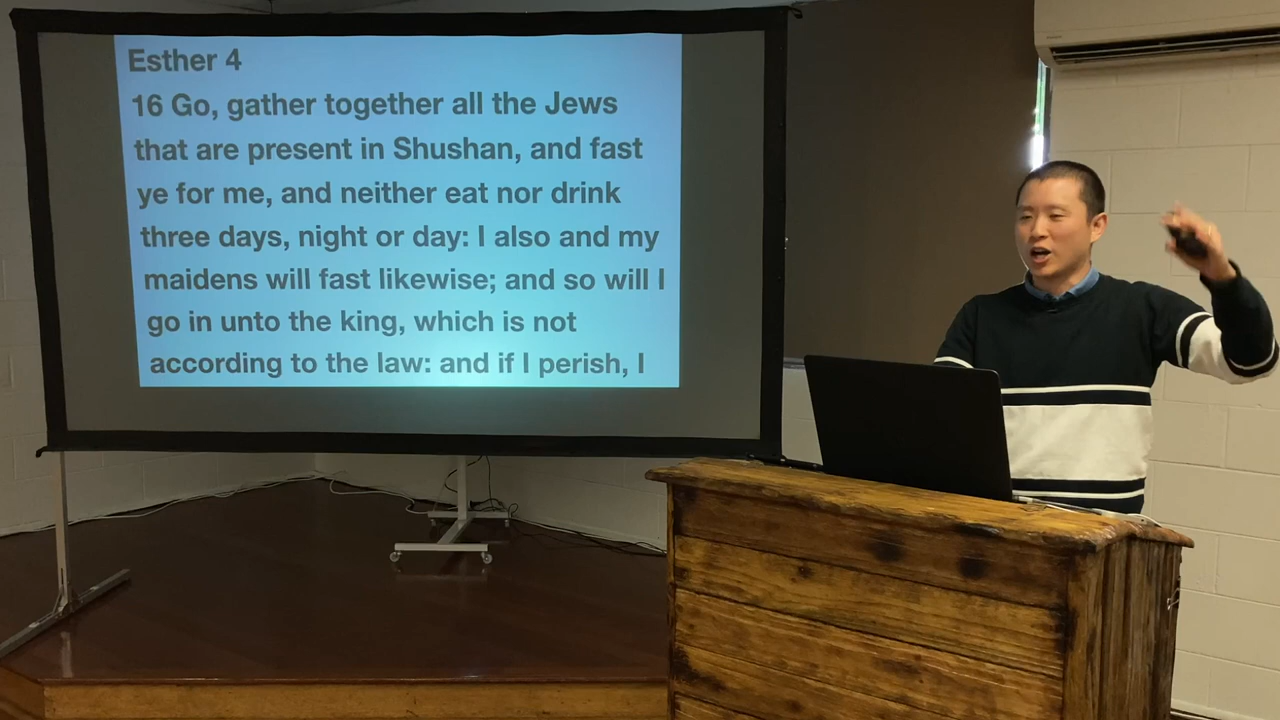 Esther 4
16 Go, gather together all the Jews
that are present in Shushan, and fast
ye for me, and neither eat nor drink
three days, night or day: I also and my
maidens will fast likewise; and so will I
go in unto the king, which is not
according to the law: and if I perish, I